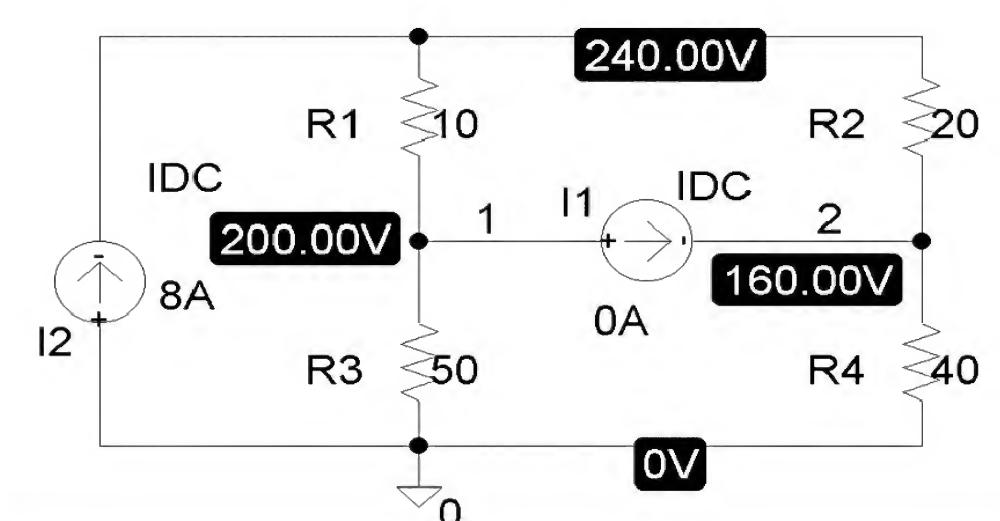 240.00V
R1
10
R2
20
IDC
I1
IDC
1
2
200.00V
160.00V
-
+
-
+
8A
0A
I2
R3
50
R4
40
0V
0